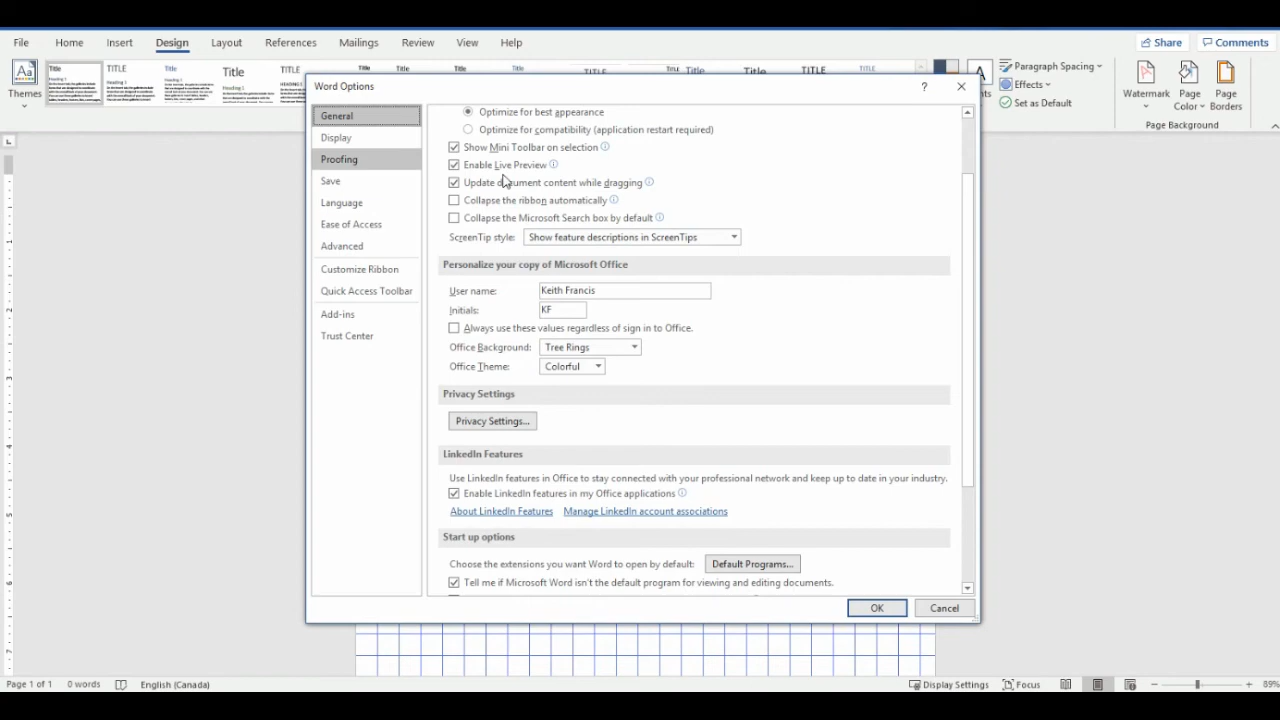 File Home Insert Design Layout References Mailings Review View Help Share Comments
Themes
Title
TITLE
Title
Title
TITLE
Paragraph Spacing
Effects
Set as Default
Watermark
Page Color
Page Borders
Page Background
Word Options
General
Display
Proofing
Save
Language
Ease of Access
Advanced
Customize Ribbon
Quick Access Toolbar
Add-ins
Trust Center
Optimize for best appearance
Optimize for compatibility (application restart required)
Show Mini Toolbar on selection
Enable Live Preview
Update document content while dragging
Collapse the ribbon automatically
Collapse the Microsoft Search box by default
ScreenTip style: Show feature descriptions in ScreenTips
Personalize your copy of Microsoft Office
User name: Keith Francis
Initials: KF
Always use these values regardless of sign in to Office.
Office Background: Tree Rings
Office Theme: Colorful
Privacy Settings
Privacy Settings...
LinkedIn Features
Use LinkedIn features in Office to stay connected with your professional network and keep up to date in your industry.
Enable LinkedIn features in my Office applications
About LinkedIn Features Manage LinkedIn account associations
Start up options
Choose the extensions you want Word to open by default: Default Programs...
Tell me if Microsoft Word isn't the default program for viewing and editing documents.
OK Cancel
Page 1 of 1 0 words English (Canada) Display Settings Focus 89%